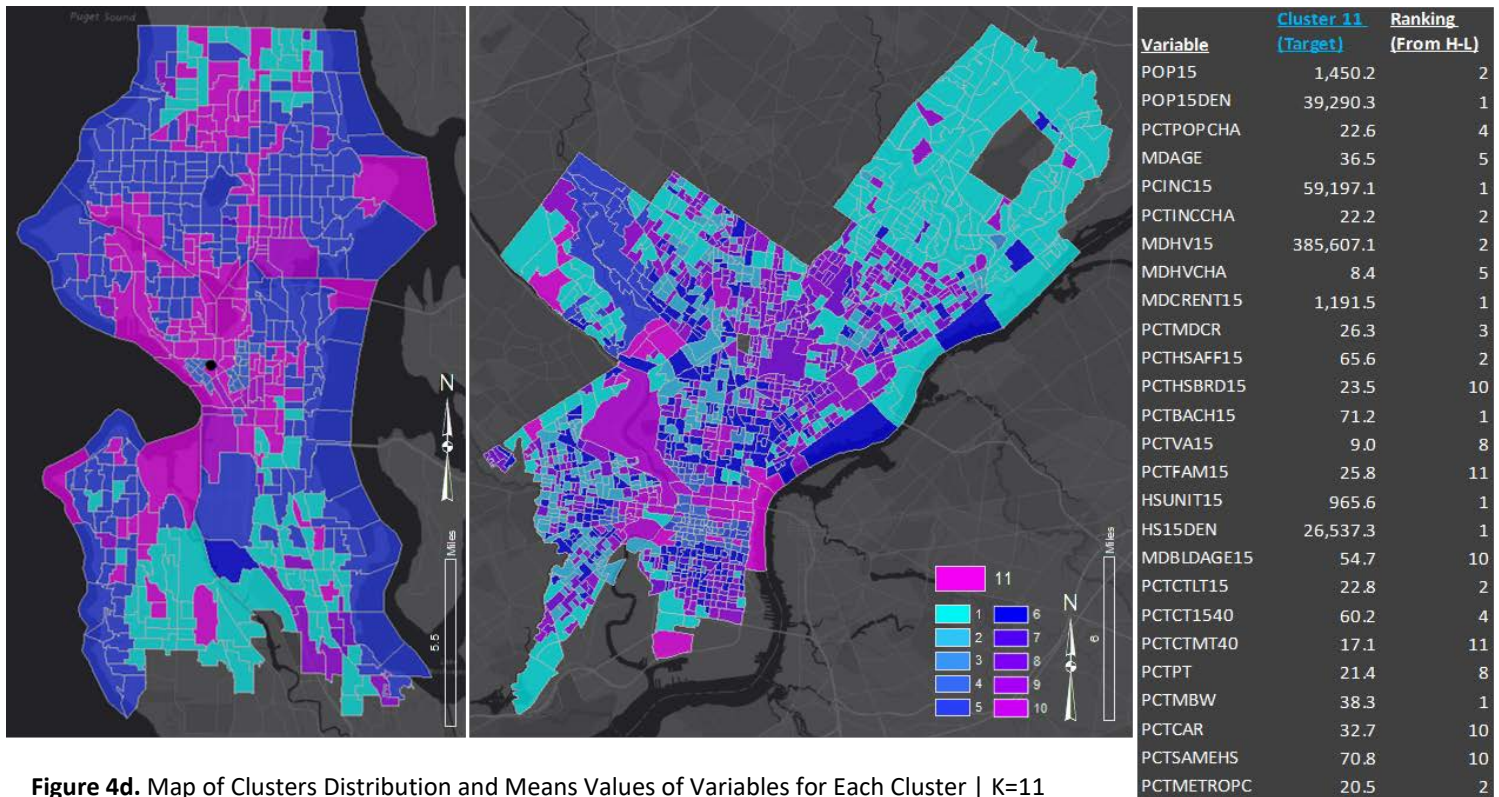 Puget Sound
N
Miles
5.5
11
1 6
2 7
3 8
4 9
5 10
N
Miles
6
Cluster 11 Ranking
Variable (Target) (From H-L)
POP15 1,450.2 2
POP15DEN 39,290.3 1
PCTPOPCHA 22.6 4
MDAGE 36.5 5
PCINC15 59,197.1 1
PCTINCCHA 22.2 2
MDHV15 385,607.1 2
MDHVCHA 8.4 5
MDCRENT15 1,191.5 1
PCTMDCR 26.3 3
PCTHSAFF15 65.6 2
PCTHSBRD15 23.5 10
PCTBACH15 71.2 1
PCTVA15 9.0 8
PCTFAM15 25.8 11
HSUNIT15 965.6 1
HS15DEN 26,537.3 1
MDBLDAGE15 54.7 10
PCTCTLT15 22.8 2
PCTCT1540 60.2 4
PCTCTMT40 17.1 11
PCTPT 21.4 8
PCTMBW 38.3 1
PCTCAR 32.7 10
PCTSAMEHS 70.8 10
PCTMETROPC 20.5 2
Figure 4d. Map of Clusters Distribution and Means Values of Variables for Each Cluster | K=11